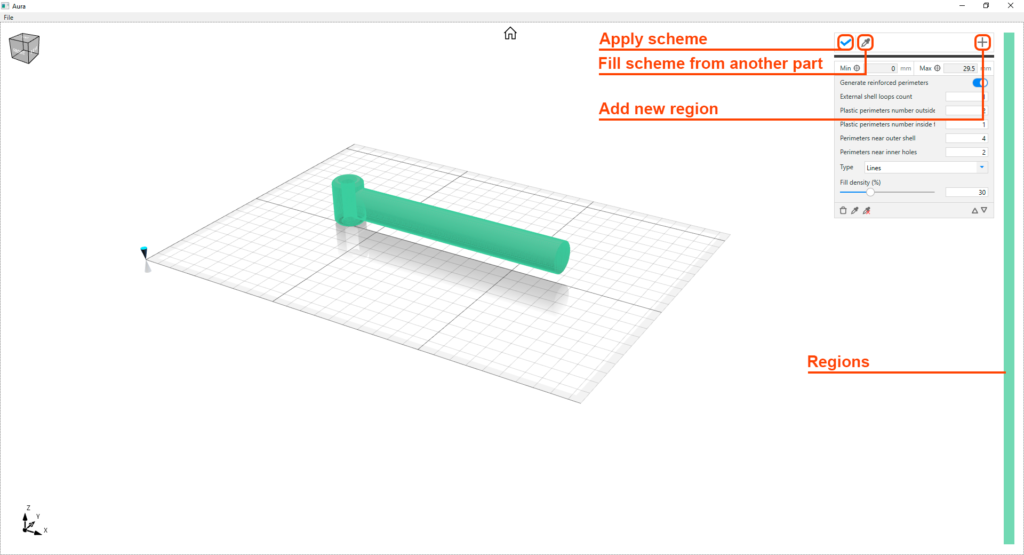 Aura
File
Apply scheme
Fill scheme from another part
Add new region
Min 0 mm Max 29.5 mm
Generate reinforced perimeters
External shell loops count
Plastic perimeters number outside
Plastic perimeters number inside 1
Perimeters near outer shell 4
Perimeters near inner holes 2
Type Lines
Fill density (%)
30
Regions
Z
Y
X